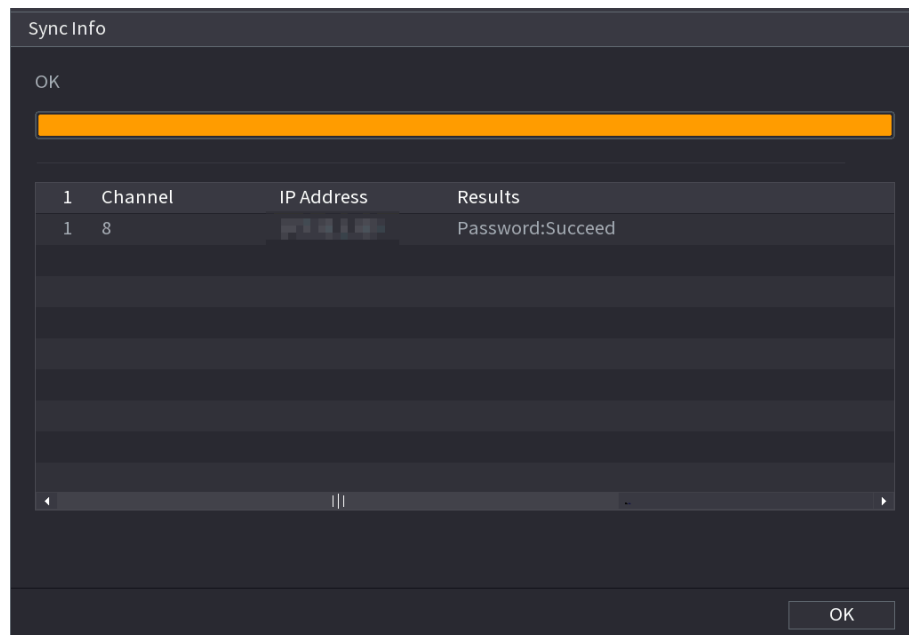 Sync Info
OK
1 Channel IP Address Results
1 8 Password:Succeed
OK